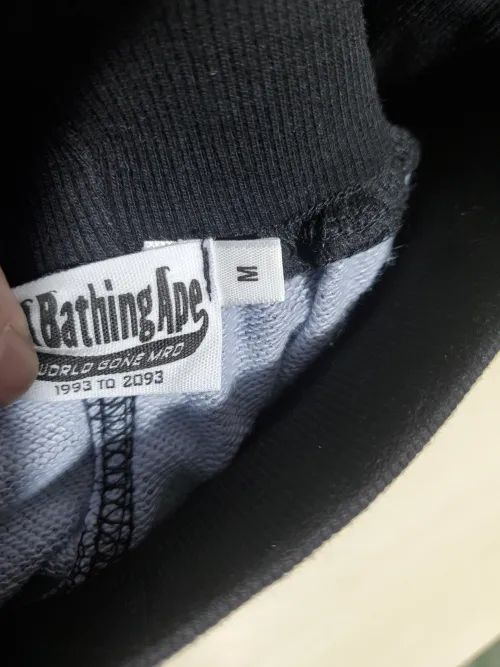 Bathing Ape
WORLD GONE MAD
1993 TO 2093
M